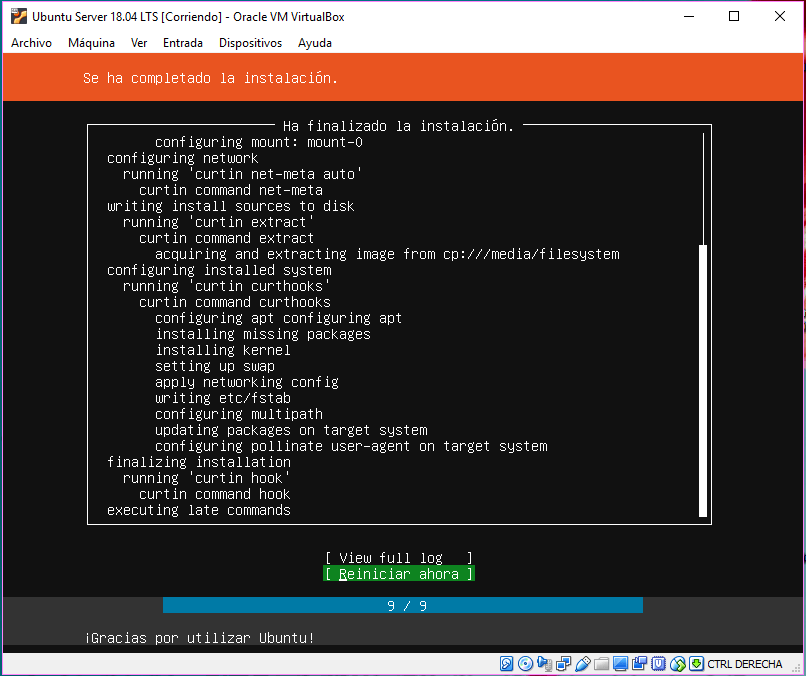 Ubuntu Server 18.04 LTS [Corriendo] - Oracle VM VirtualBox
Archivo Máquina Ver Entrada Dispositivos Ayuda
Se ha completado la instalación.
Ha finalizado la instalación.
configuring mount: mount-0
configuring network
running 'curtin net-meta auto'
curtin command net-meta
writing install sources to disk
running 'curtin extract'
curtin command extract
acquiring and extracting image from cp:///media/filesystem
configuring installed system
running 'curtin curthooks'
curtin command curthooks
configuring apt configuring apt
installing missing packages
installing kernel
setting up swap
apply networking config
writing etc/fstab
configuring multipath
updating packages on target system
configuring pollinate user-agent on target system
finalizing installation
running 'curtin hook'
curtin command hook
executing late commands
[ View full log ]
[ Reiniciar ahora ]
9 / 9
¡Gracias por utilizar Ubuntu!
CTRL DERECHA